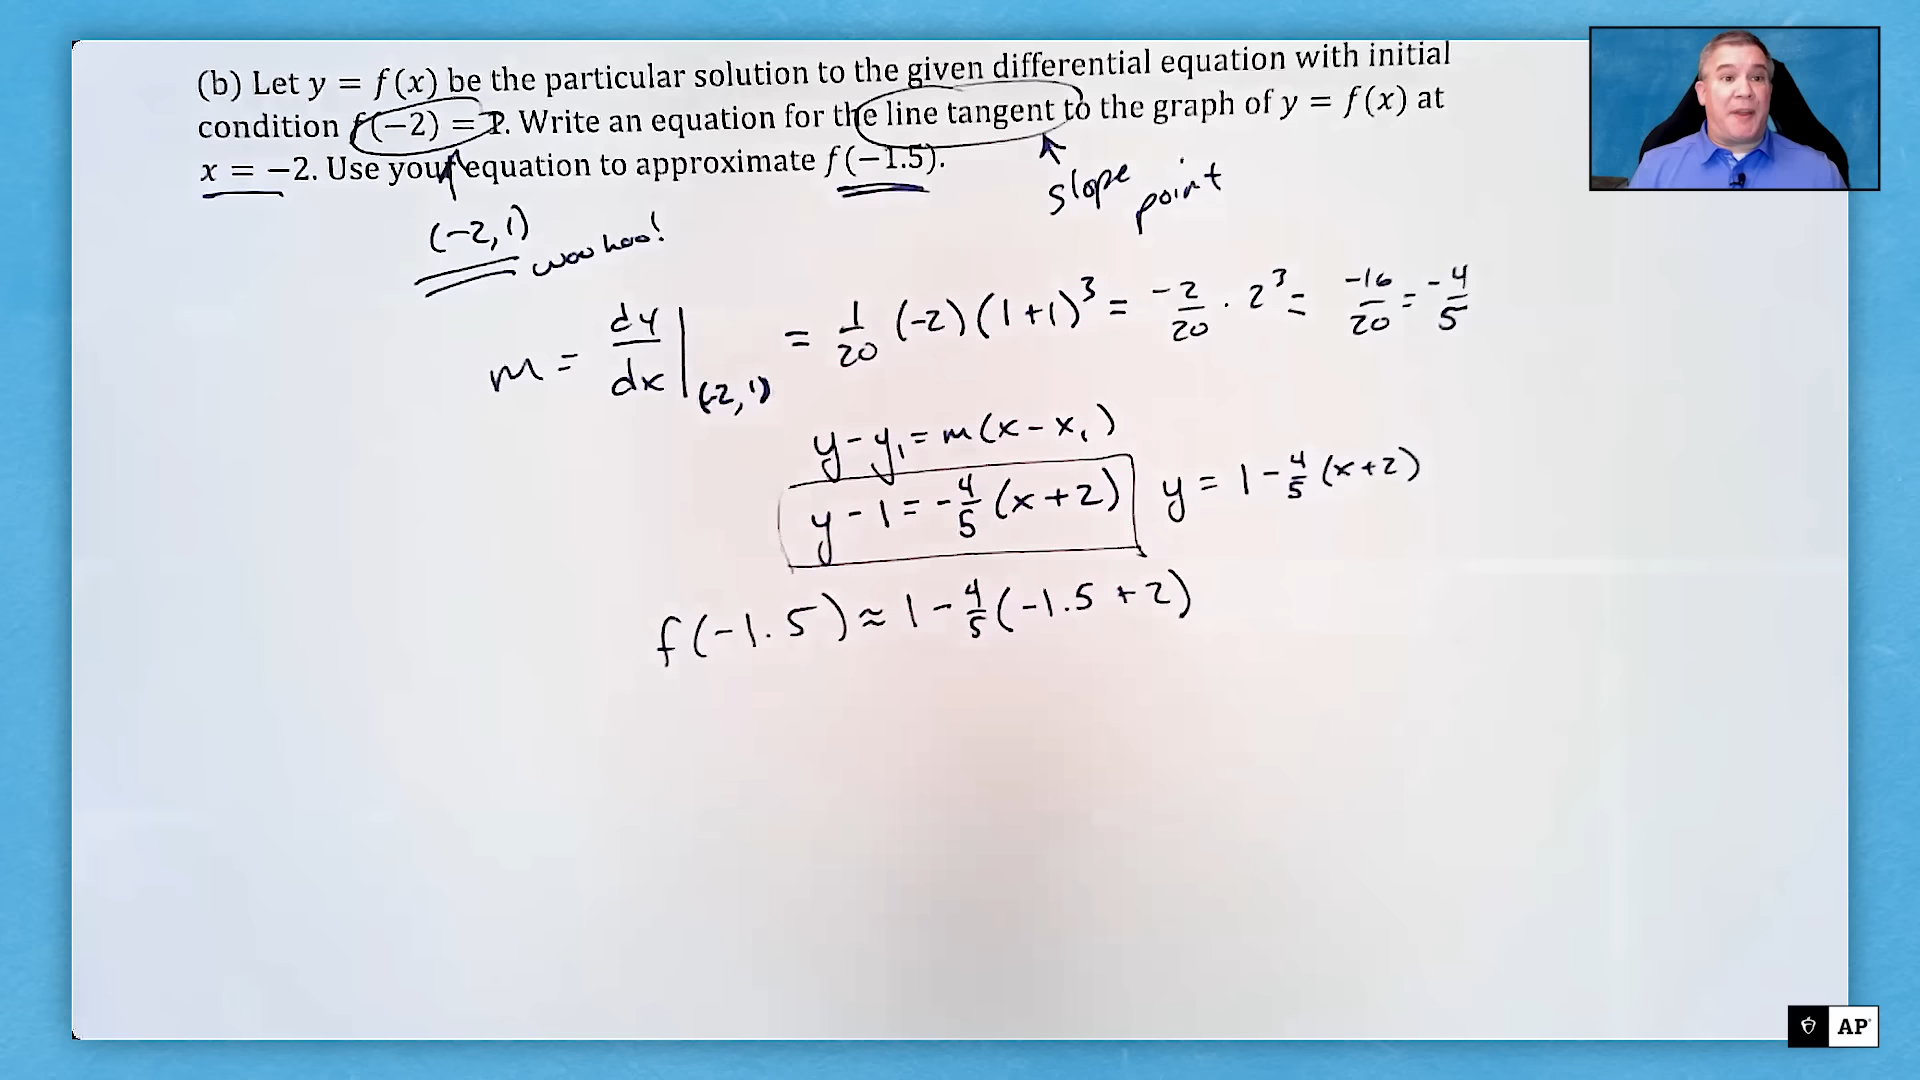 (b) Let y = f(x) be the particular solution to the given differential equation with initial
condition f(−2) = 1. Write an equation for the line tangent to the graph of y = f(x) at
x = −2. Use your equation to approximate f(−1.5).
slope point
(-2, 1) woo hoo!
m = dy/dx |(-2, 1) = 1/20 (-2)(1+1)^3 = -2/20 · 2^3 = -16/20 = -4/5
y - y₁ = m(x - x₁)
y - 1 = -4/5 (x + 2) y = 1 - 4/5 (x+2)
f(-1.5) ≈ 1 - 4/5 (-1.5 + 2)
AP